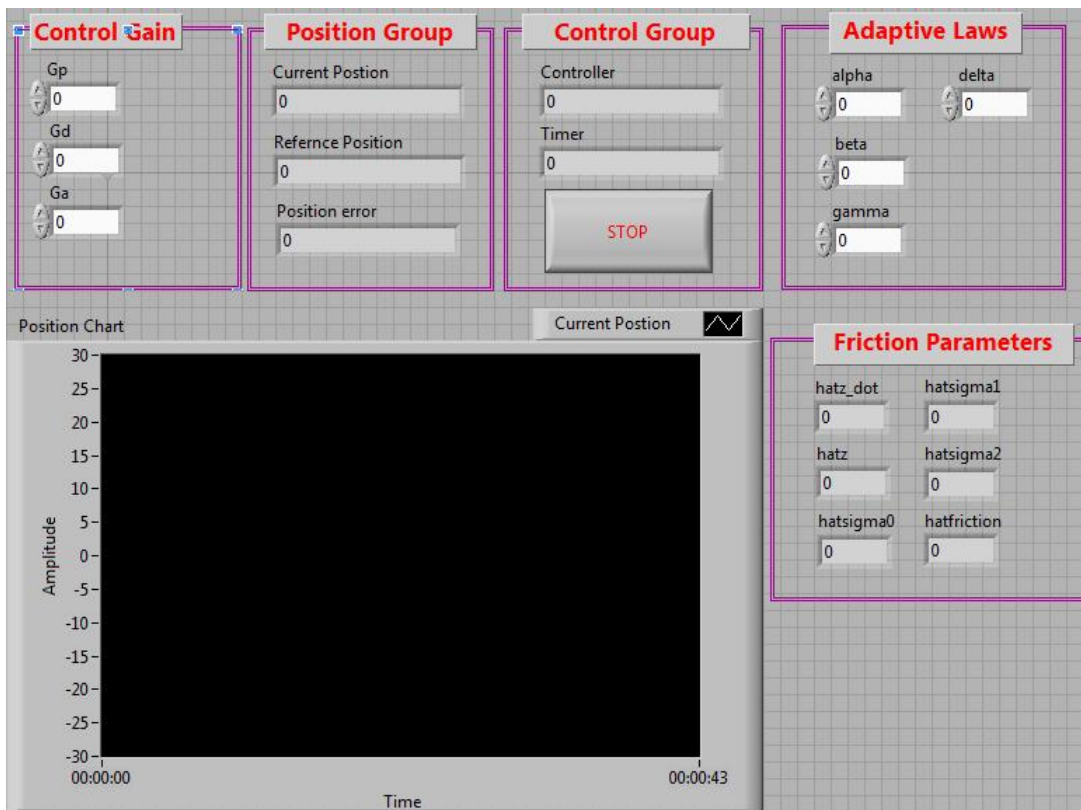 Control Gain
Gp
0
Gd
0
Ga
0
Position Group
Current Postion
0
Refernce Position
0
Position error
0
Control Group
Controller
0
Timer
0
STOP
Adaptive Laws
alpha
0
delta
0
beta
0
gamma
0
Position Chart
Current Postion
30
25
20
15
10
5
0
-5
-10
-15
-20
-25
-30
Amplitude
00:00:00
00:00:43
Time
Friction Parameters
hatz_dot
0
hatsigma1
0
hatz
0
hatsigma2
0
hatsigma0
0
hatfriction
0